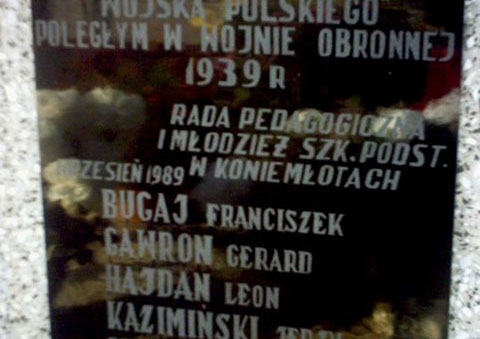 WOJSKA POLSKIEGO
POLEGŁYM W WOJNIE OBRONNEJ
1939 R
RADA PEDAGOGICZNA
I MŁODZIEŻ SZK. PODST.
WRZESIEŃ 1989 W KONIEMŁOTACH
BUGAJ FRANCISZEK
GAWRON GERARD
HAJDAN LEON
KAZIMIŃSKI JERZY